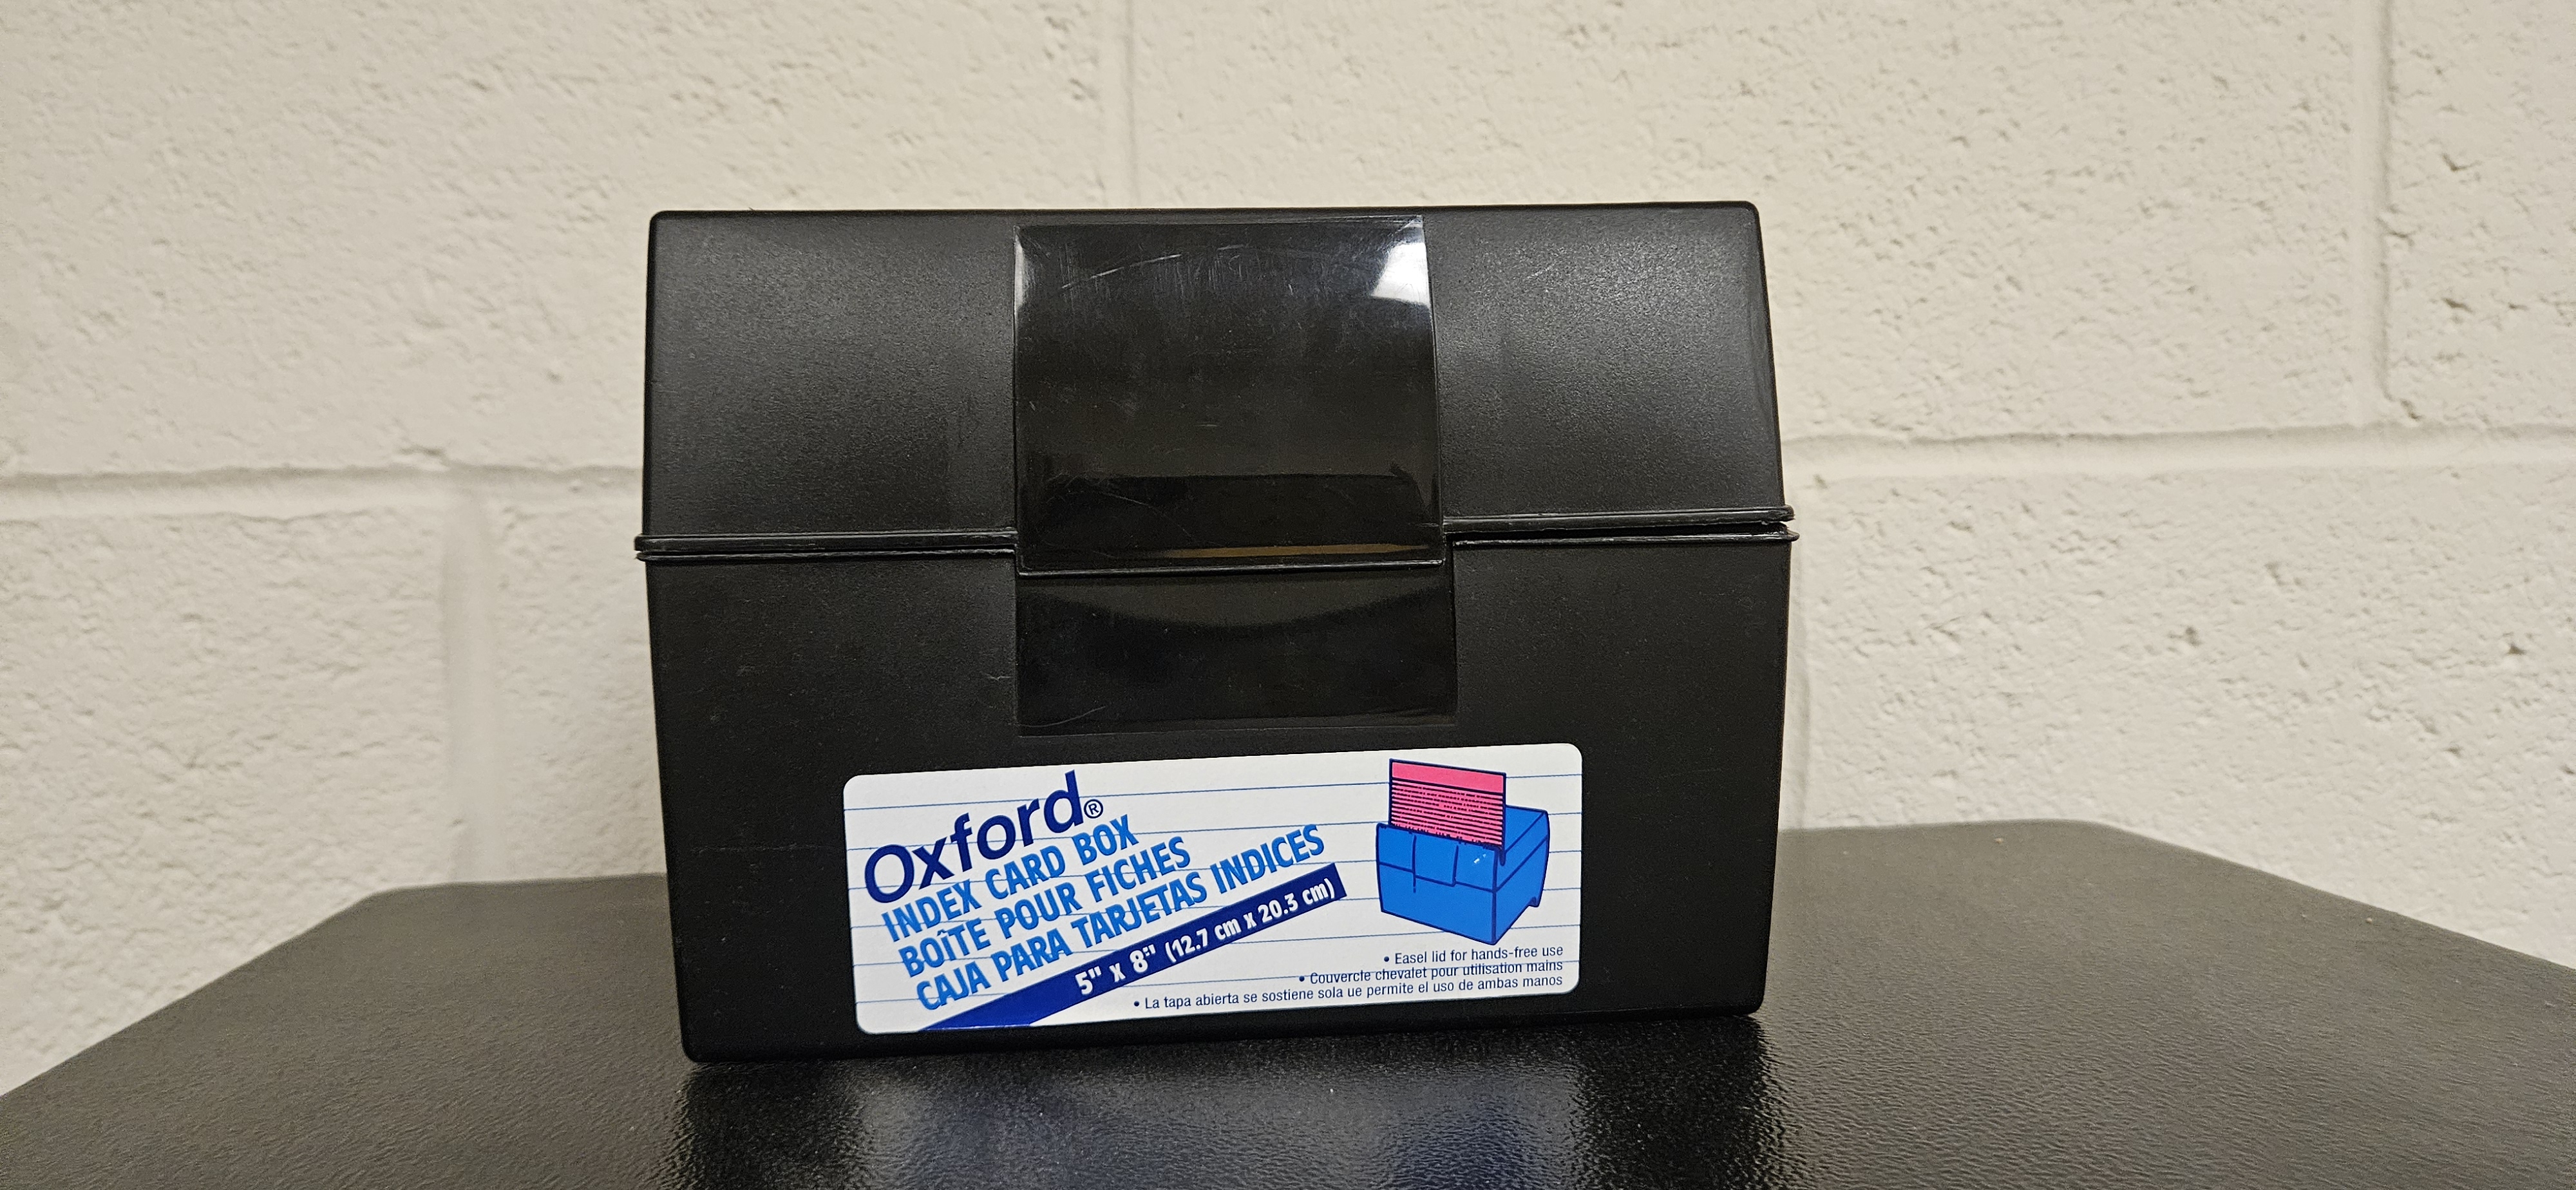 Oxford®
INDEX CARD BOX
BOÎTE POUR FICHES
CAJA PARA TARJETAS INDICES
5" x 8" (12.7 cm x 20.3 cm)
• Easel lid for hands-free use
• Couvercle chevalet pour utilisation mains
• La tapa abierta se sostiene sola ue permite el uso de ambas manos